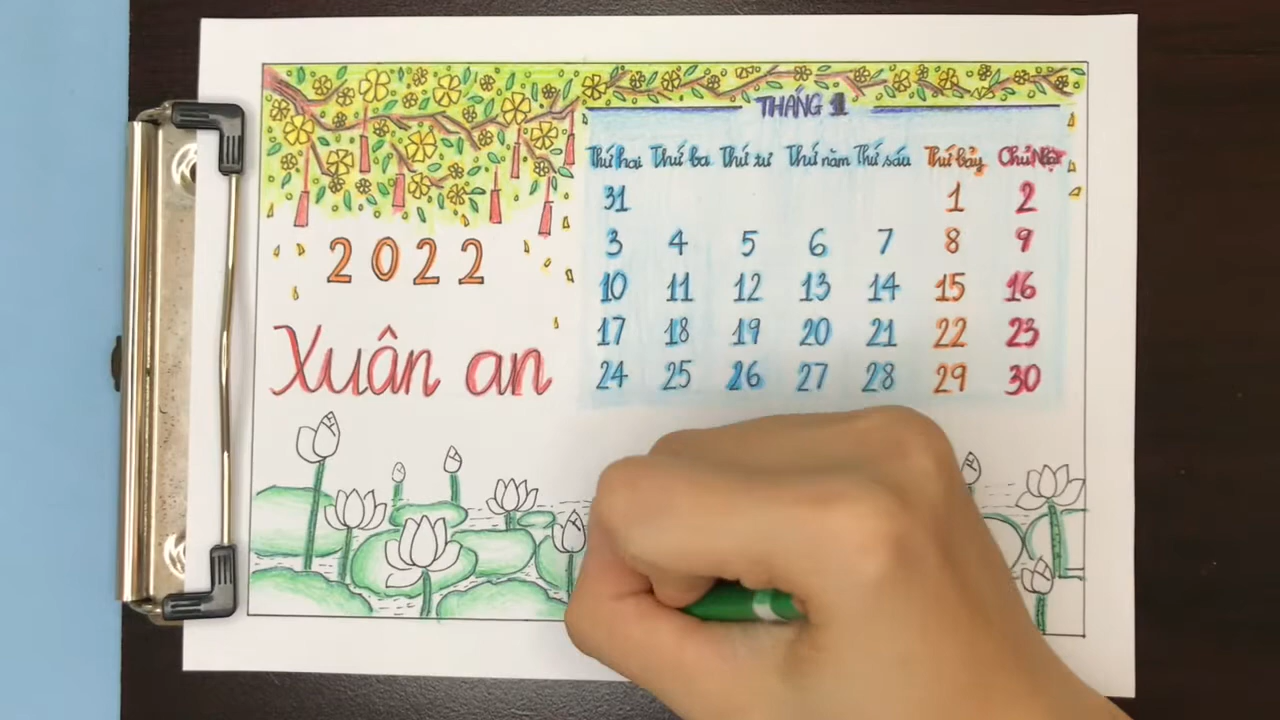 THÁNG 1
Thứ hai Thứ ba Thứ tư Thứ năm Thứ sáu Thứ bảy Chủ Nhật
31 1 2
3 4 5 6 7 8 9
2022
10 11 12 13 14 15 16
17 18 19 20 21 22 23
Xuân an
24 25 26 27 28 29 30